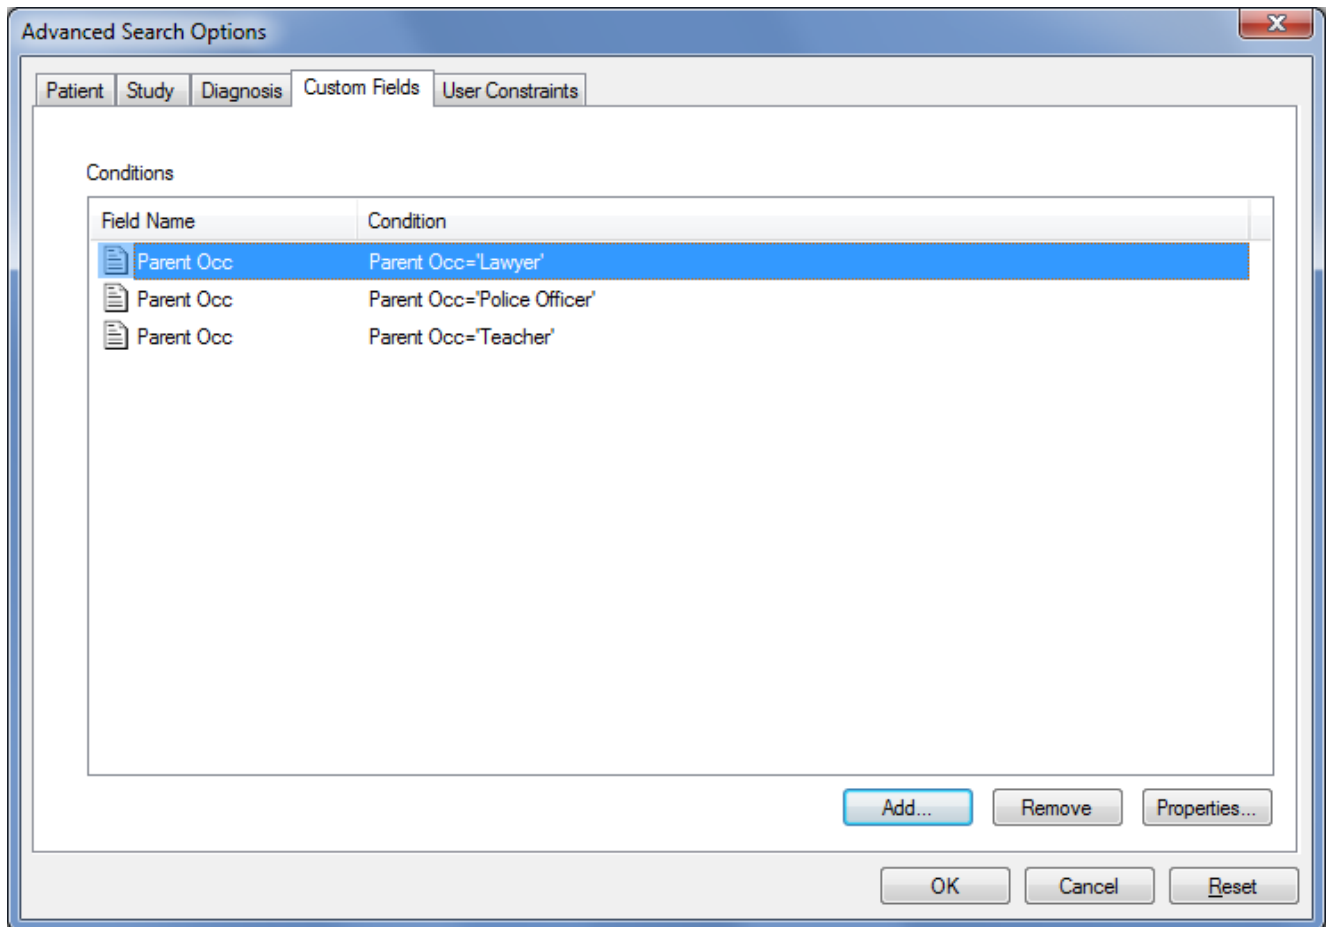 Advanced Search Options
Patient Study Diagnosis Custom Fields User Constraints
Conditions
Field Name Condition
Parent Occ Parent Occ='Lawyer'
Parent Occ Parent Occ='Police Officer'
Parent Occ Parent Occ='Teacher'
Add... Remove Properties...
OK Cancel Reset